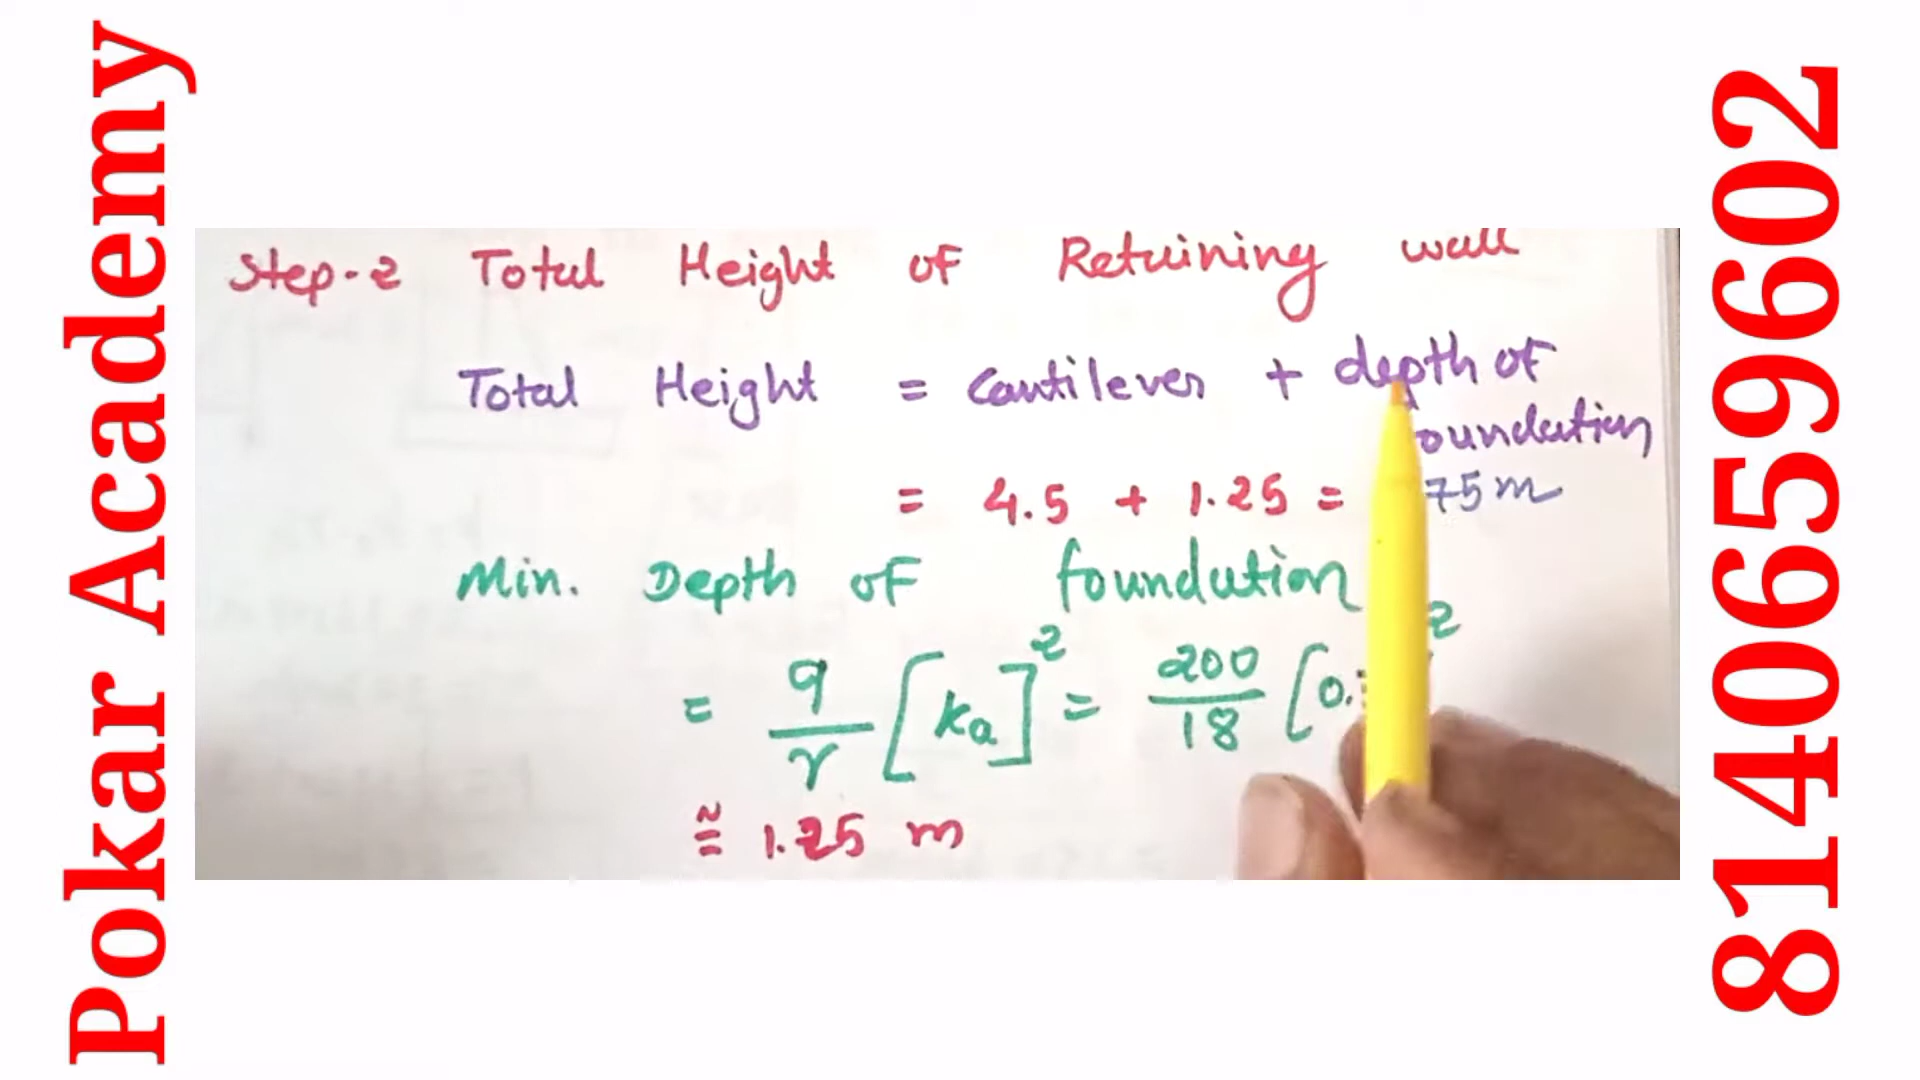 Pokar Academy
Step-2 Total Height of Retaining wall
Total Height = Cantilever + depth of
oundation
= 4.5 + 1.25 = 75 m
Min. Depth of foundation
= q/γ [ka]² = 200/18 [0. ²
≅ 1.25 m
8140659602